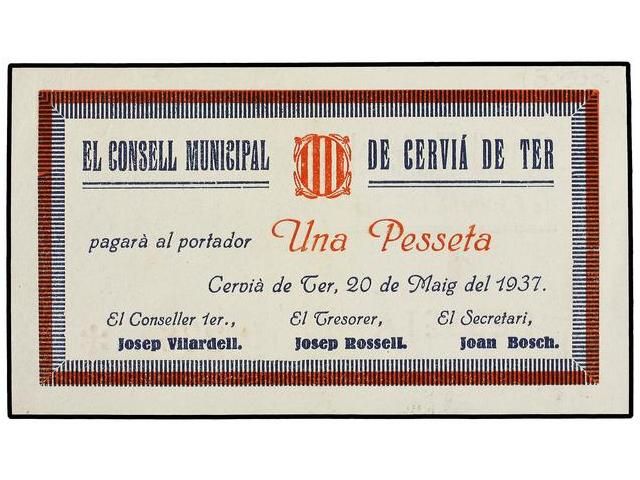 EL CONSELL MUNICIPAL DE CERVIÁ DE TER
pagarà al portador Una Pesseta
Cervià de Ter, 20 de Maig del 1937.
El Conseller 1er., El Tresorer, El Secretari,
Josep Vilardell. Josep Rossell. Joan Bosch.